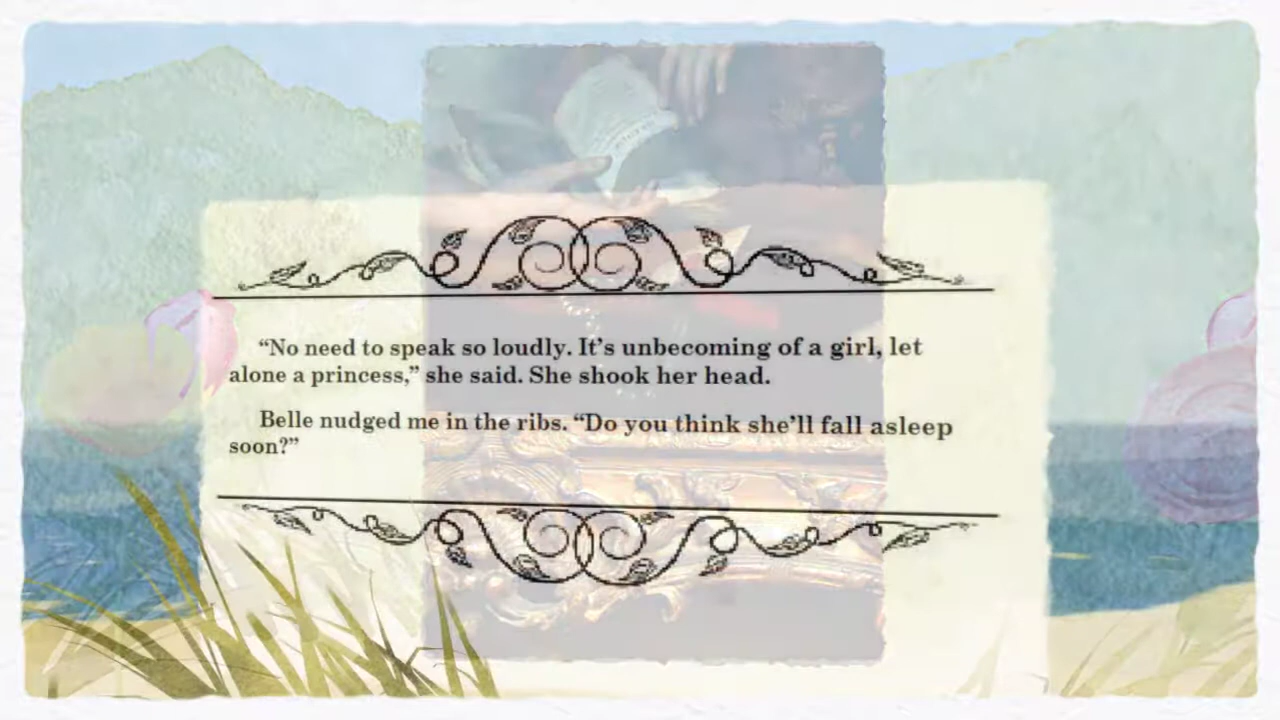 “No need to speak so loudly. It’s unbecoming of a girl, let
alone a princess,” she said. She shook her head.
Belle nudged me in the ribs. “Do you think she’ll fall asleep
soon?”